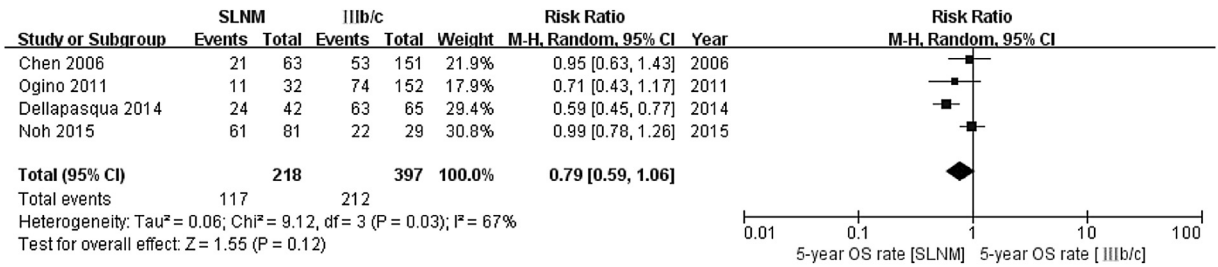 SLNM Ⅲb/c Risk Ratio Risk Ratio
Study or Subgroup Events Total Events Total Weight M-H, Random, 95% CI Year M-H, Random, 95% CI
Chen 2006 21 63 53 151 21.9% 0.95 [0.63, 1.43] 2006
Ogino 2011 11 32 74 152 17.9% 0.71 [0.43, 1.17] 2011
Dellapasqua 2014 24 42 63 65 29.4% 0.59 [0.45, 0.77] 2014
Noh 2015 61 81 22 29 30.8% 0.99 [0.78, 1.26] 2015
Total (95% CI) 218 397 100.0% 0.79 [0.59, 1.06]
Total events 117 212
Heterogeneity: Tau² = 0.06; Chi² = 9.12, df = 3 (P = 0.03); I² = 67%
Test for overall effect: Z = 1.55 (P = 0.12)
0.01 0.1 1 10 100
5-year OS rate [SLNM] 5-year OS rate [ Ⅲb/c]